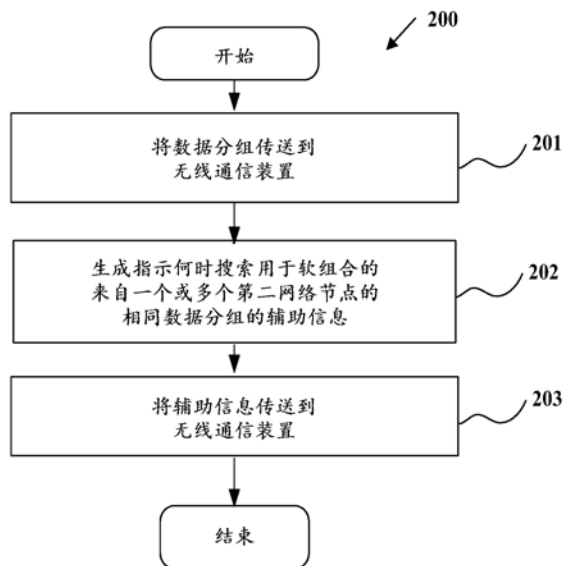 200
开始
将数据分组传送到
无线通信装置
201
生成指示何时搜索用于软组合的
来自一个或多个第二网络节点的
相同数据分组的辅助信息
202
将辅助信息传送到
无线通信装置
203
结束